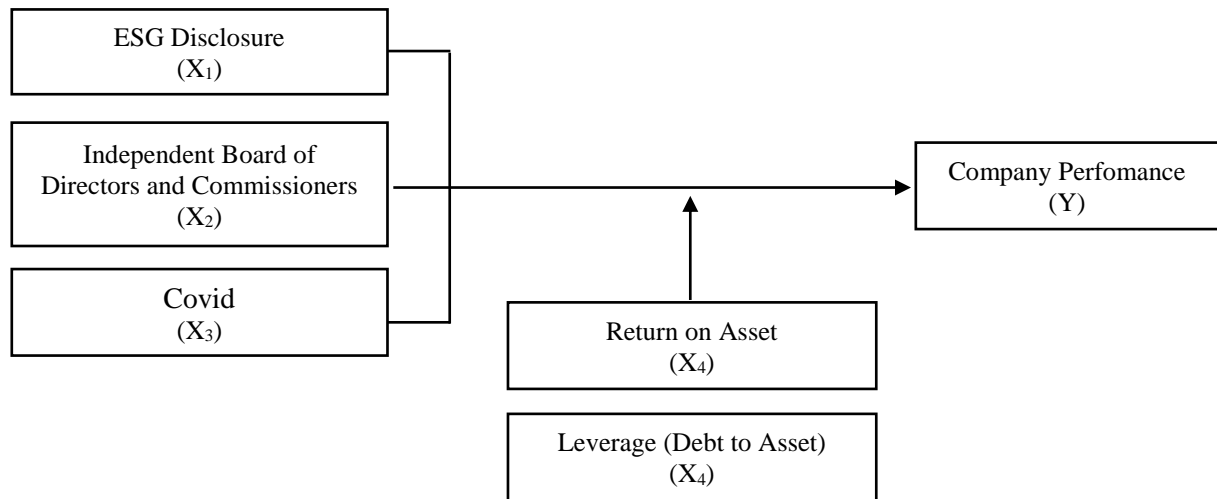 ESG Disclosure
(X₁)
Independent Board of
Directors and Commissioners
(X₂)
Covid
(X₃)
Company Perfomance
(Y)
Return on Asset
(X₄)
Leverage (Debt to Asset)
(X₄)